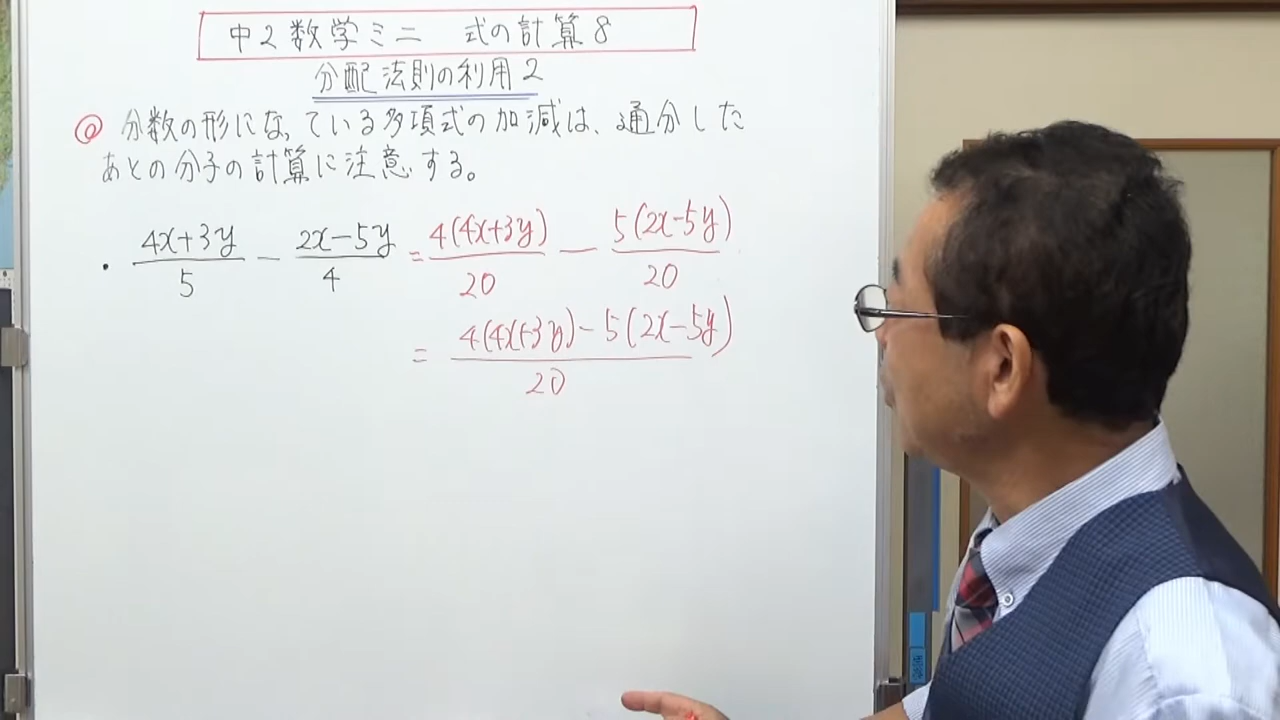 中2数学ミニ 式の計算8
分配法則の利用2
◎ 分数の形になっている多項式の加減は、通分した
あとの分子の計算に注意する。
・ (4x+3y)/5 − (2x−5y)/4 = 4(4x+3y)/20 − 5(2x−5y)/20
= (4(4x+3y)−5(2x−5y))/20